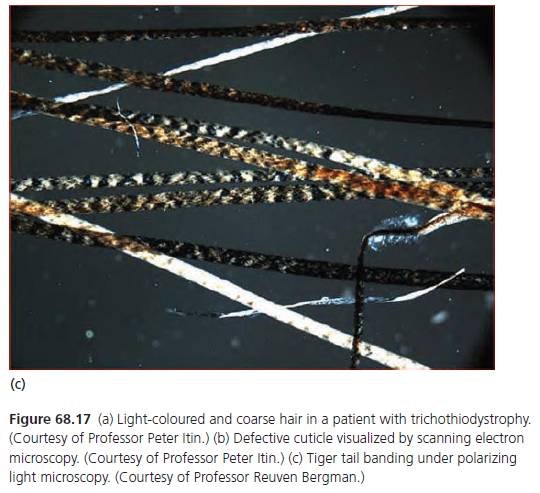 (c)
Figure 68.17 (a) Light-coloured and coarse hair in a patient with trichothiodystrophy.
(Courtesy of Professor Peter Itin.) (b) Defective cuticle visualized by scanning electron
microscopy. (Courtesy of Professor Peter Itin.) (c) Tiger tail banding under polarizing
light microscopy. (Courtesy of Professor Reuven Bergman.)